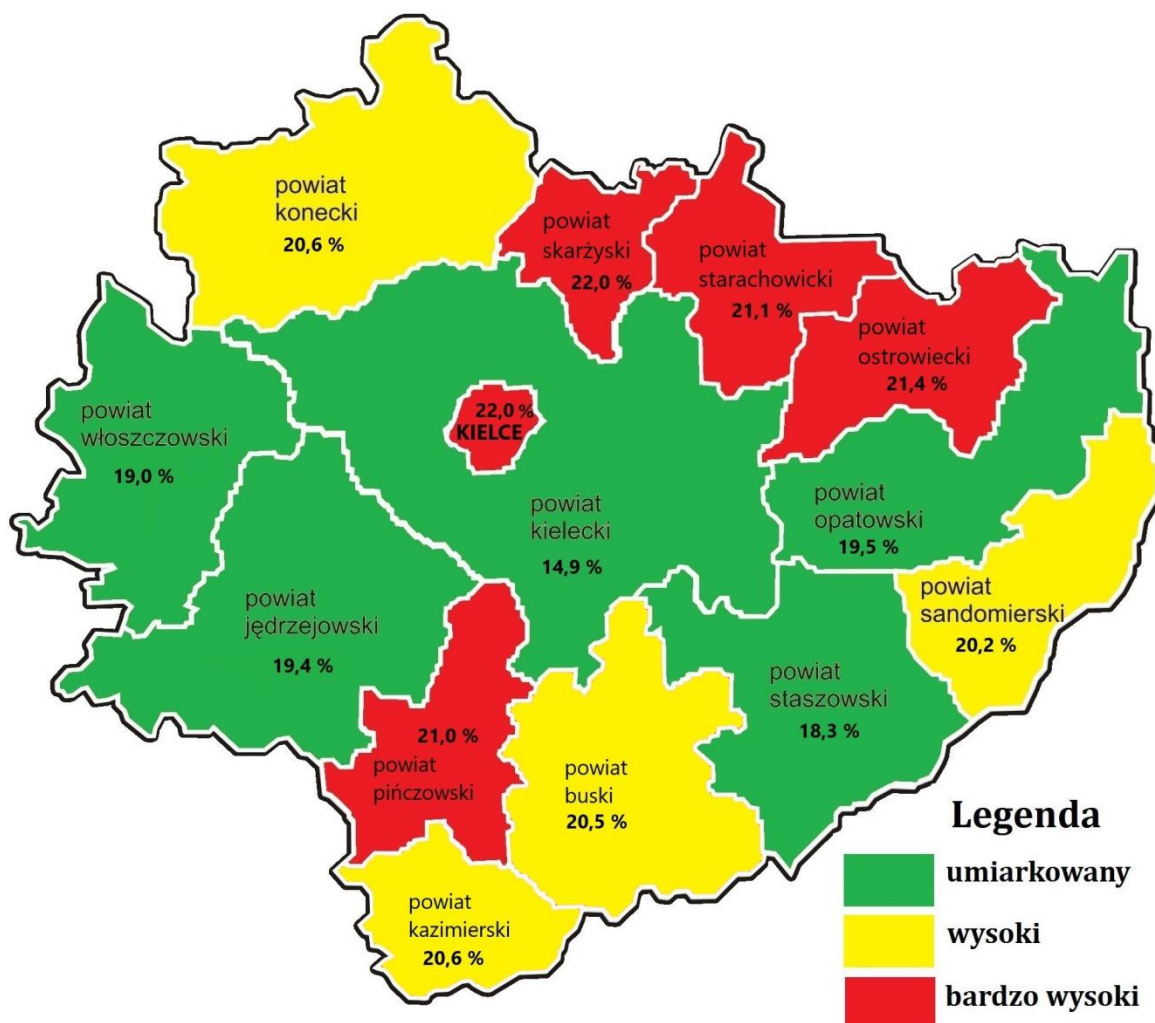 powiat
konecki
20,6 %
powiat
skarżyski
22,0 %
powiat
starachowicki
21,1 %
powiat
ostrowiecki
21,4 %
powiat
włoszczowski
19,0 %
22,0 %
KIELCE
powiat
kielecki
14,9 %
powiat
opatowski
19,5 %
powiat
sandomierski
20,2 %
powiat
jędrzejowski
19,4 %
powiat
staszowski
18,3 %
21,0 %
powiat
pińczowski
powiat
buski
20,5 %
powiat
kazimierski
20,6 %
Legenda
umiarkowany
wysoki
bardzo wysoki